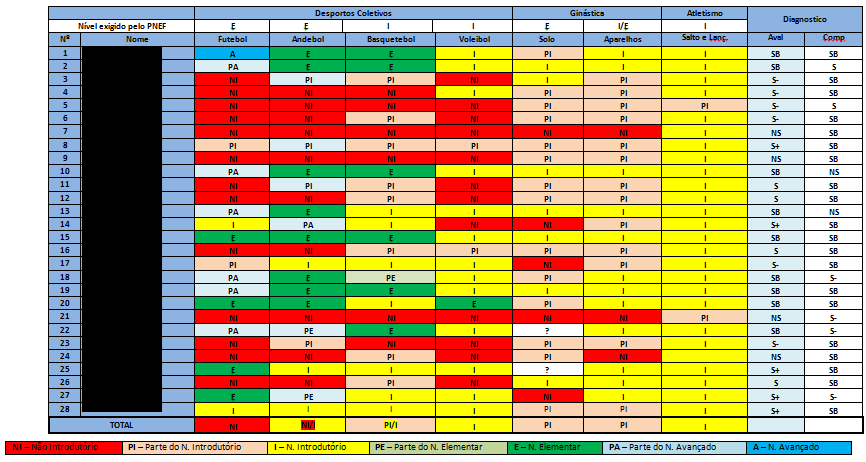 Desportos Coletivos Ginástica Atletismo Diagnostico
Nível exigido pelo PNEF E E I I E I/E I
Nº Nome Futebol Andebol Basquetebol Voleibol Solo Aparelhos Salto e Lanç. Aval Comp
1 A E E I PI I I SB SB
2 PA E E I I I I SB S
3 NI PI PI NI I PI I S- SB
4 NI NI NI I PI PI I S- SB
5 NI NI NI NI PI PI PI S- S
6 NI NI PI NI PI PI I S- SB
7 NI NI NI NI NI NI I NS SB
8 PI PI PI PI PI PI I S+ SB
9 NI NI NI NI PI PI I NS SB
10 PA E E I I I I SB NS
11 NI PI PI NI PI PI I S SB
12 NI NI PI NI PI PI I S SB
13 PA E I I I I I SB NS
14 I PA I NI NI PI I S+ SB
15 E E E I I I I SB SB
16 NI NI PI PI PI PI I S SB
17 PI I I I NI PI I S- SB
18 PA E PE I PI I I SB S-
19 PA E E I I I I SB SB
20 E E I E PI I I SB SB
21 NI NI NI NI NI NI PI NS S-
22 PA PE E I ? I I SB S-
23 NI PI NI NI PI PI I S- SB
24 NI NI PI NI PI NI NS SB
25 E I I I ? I I S+ SB
26 NI NI PI NI I I I S SB
27 E PE I I NI I I S+ S-
28 I I I I PI PI I S+ SB
TOTAL NI NI/I PI/I I PI PI I
NI – Não Introdutório PI – Parte do N. Introdutório I – N. Introdutório PE – Parte do N. Elementar E – N. Elementar PA – Parte do N. Avançado A – N. Avançado